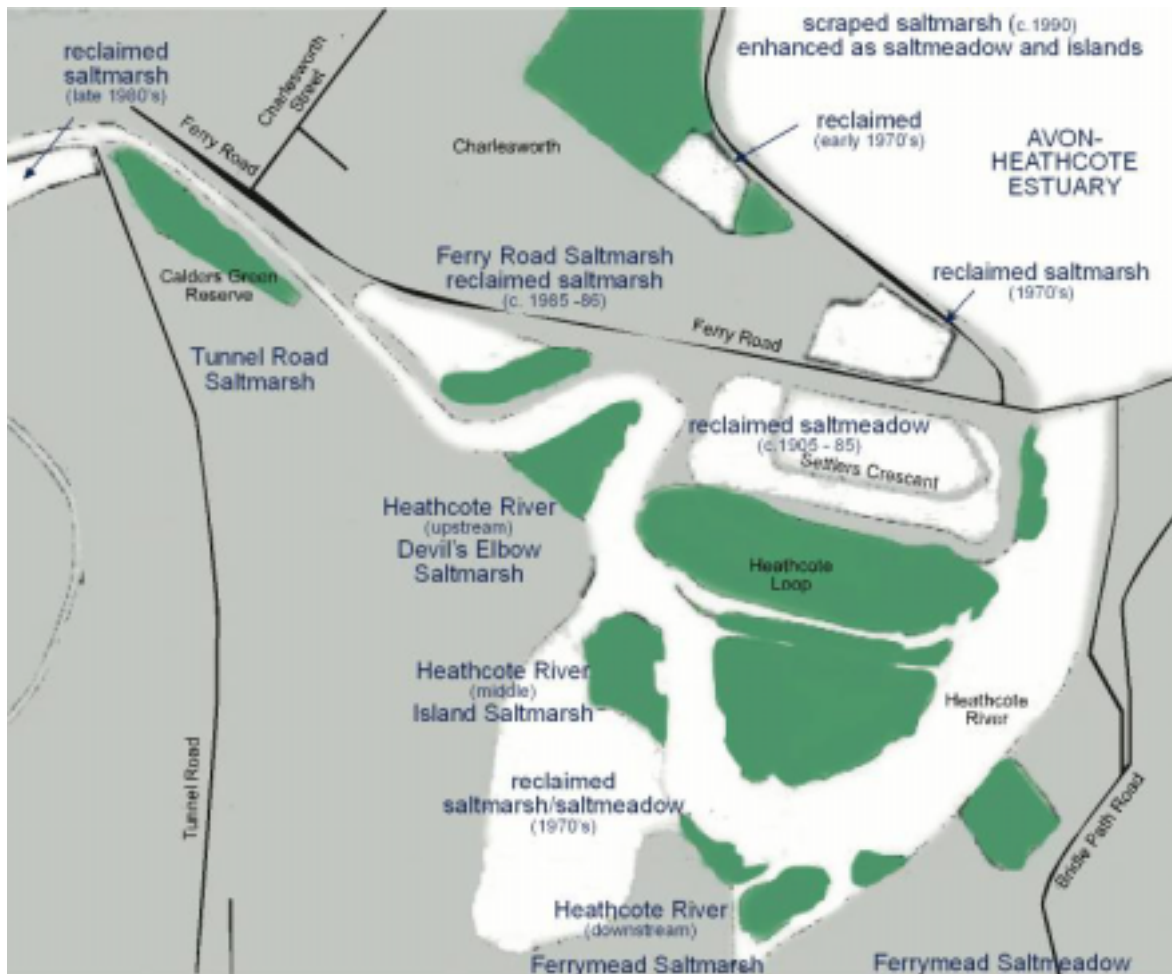 scraped saltmarsh (c.1990)
enhanced as saltmeadow and islands
reclaimed
saltmarsh
(late 1980's)
Charlesworth
Street
Ferry Road
Charlesworth
reclaimed
(early 1970's)
AVON-
HEATHCOTE
ESTUARY
Calders Green
Reserve
Ferry Road Saltmarsh
reclaimed saltmarsh
(c. 1985 -86)
reclaimed saltmarsh
(1970's)
Ferry Road
Tunnel Road
Saltmarsh
reclaimed saltmeadow
(c.1905 - 85)
Settlers Crescent
Heathcote River
(upstream)
Devil's Elbow
Saltmarsh
Heathcote
Loop
Heathcote River
(middle)
Island Saltmarsh
Heathcote
River
Tunnel Road
reclaimed
saltmarsh/saltmeadow
(1970's)
Bridle Path Road
Heathcote River
(downstream)
Ferrymead Saltmarsh
Ferrymead Saltmeadow